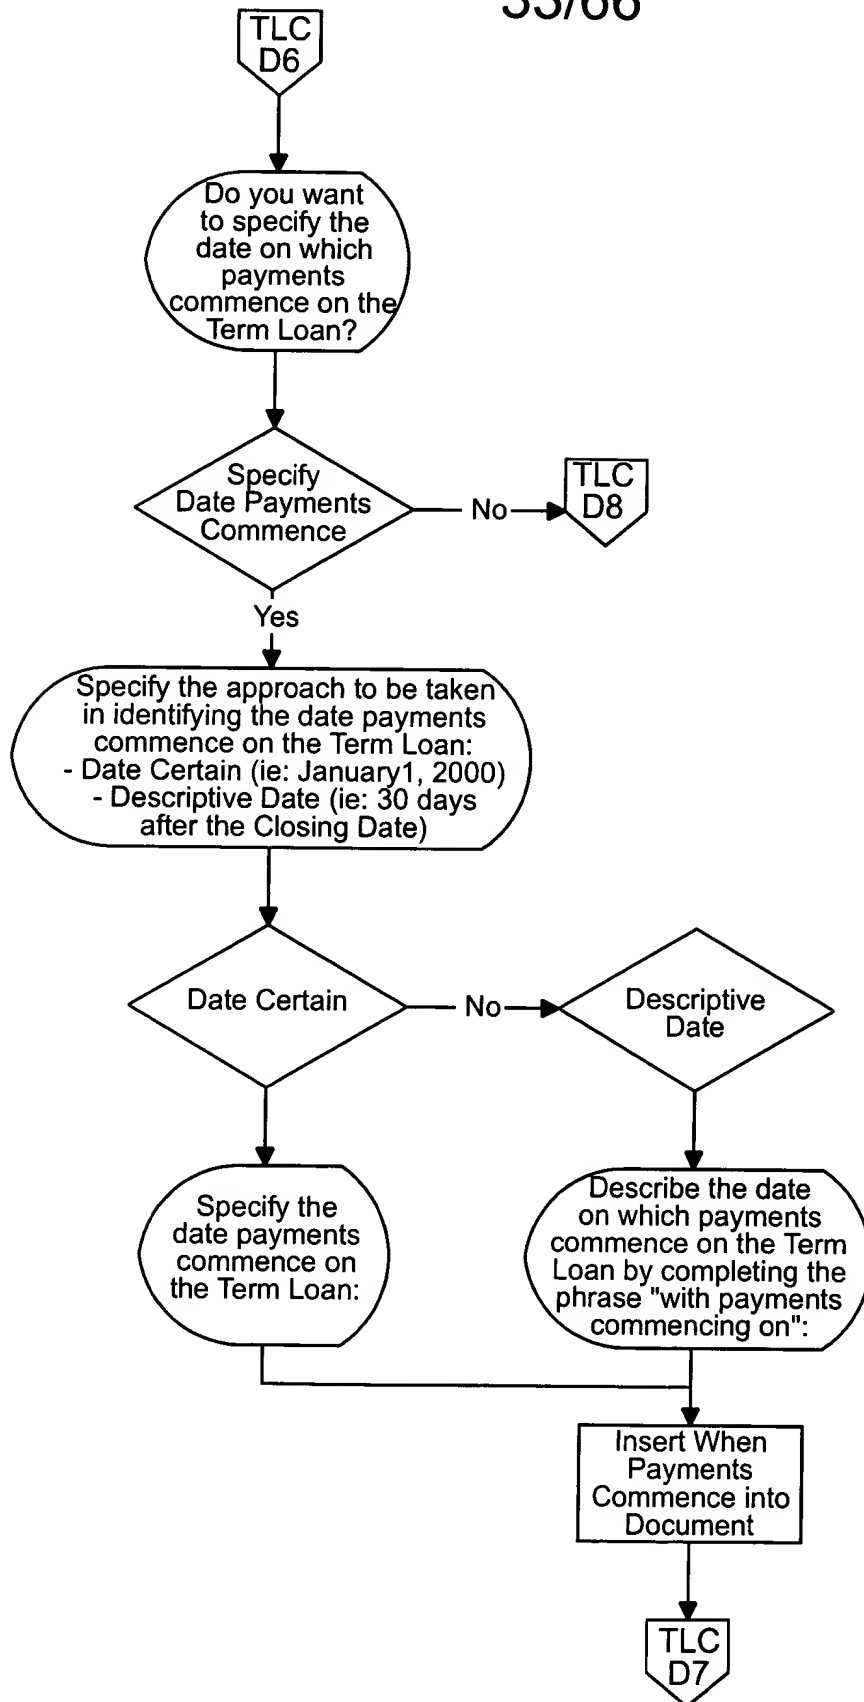 33/66
TLC
D6
Do you want
to specify the
date on which
payments
commence on the
Term Loan?
Specify
Date Payments
Commence
No
TLC
D8
Yes
Specify the approach to be taken
in identifying the date payments
commence on the Term Loan:
- Date Certain (ie: January1, 2000)
- Descriptive Date (ie: 30 days
after the Closing Date)
Date Certain
No
Descriptive
Date
Specify the
date payments
commence on
the Term Loan:
Describe the date
on which payments
commence on the Term
Loan by completing the
phrase "with payments
commencing on":
Insert When
Payments
Commence into
Document
TLC
D7